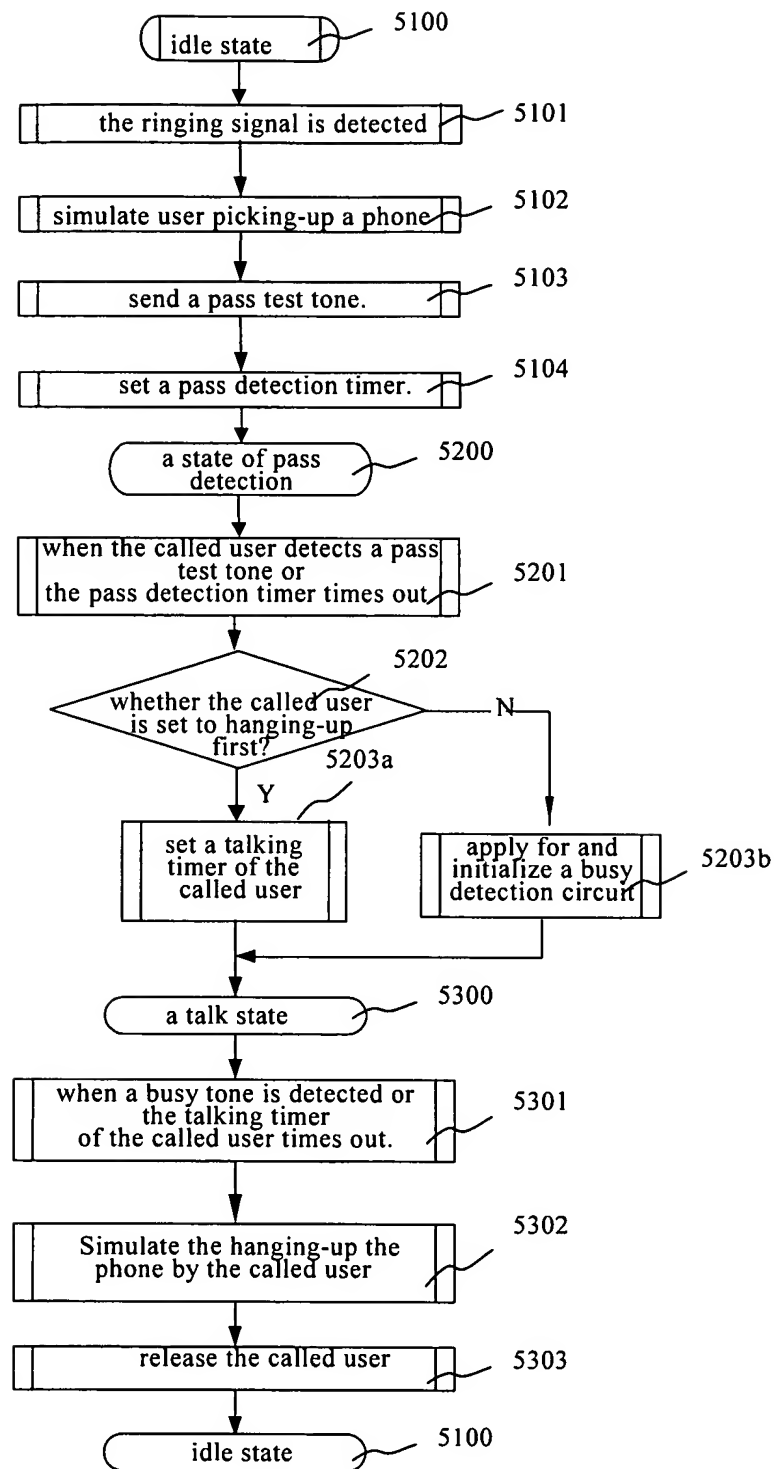 5100
idle state
5101
the ringing signal is detected
5102
simulate user picking-up a phone
5103
send a pass test tone.
5104
set a pass detection timer.
5200
a state of pass
detection
when the called user detects a pass
test tone or
the pass detection timer times out
5201
5202
whether the called user
is set to hanging-up
first?
N
Y
5203a
set a talking
timer of the
called user
apply for and
initialize a busy
detection circuit
5203b
5300
a talk state
when a busy tone is detected or
the talking timer
of the called user times out.
5301
Simulate the hanging-up the
phone by the called user
5302
release the called user
5303
idle state
5100